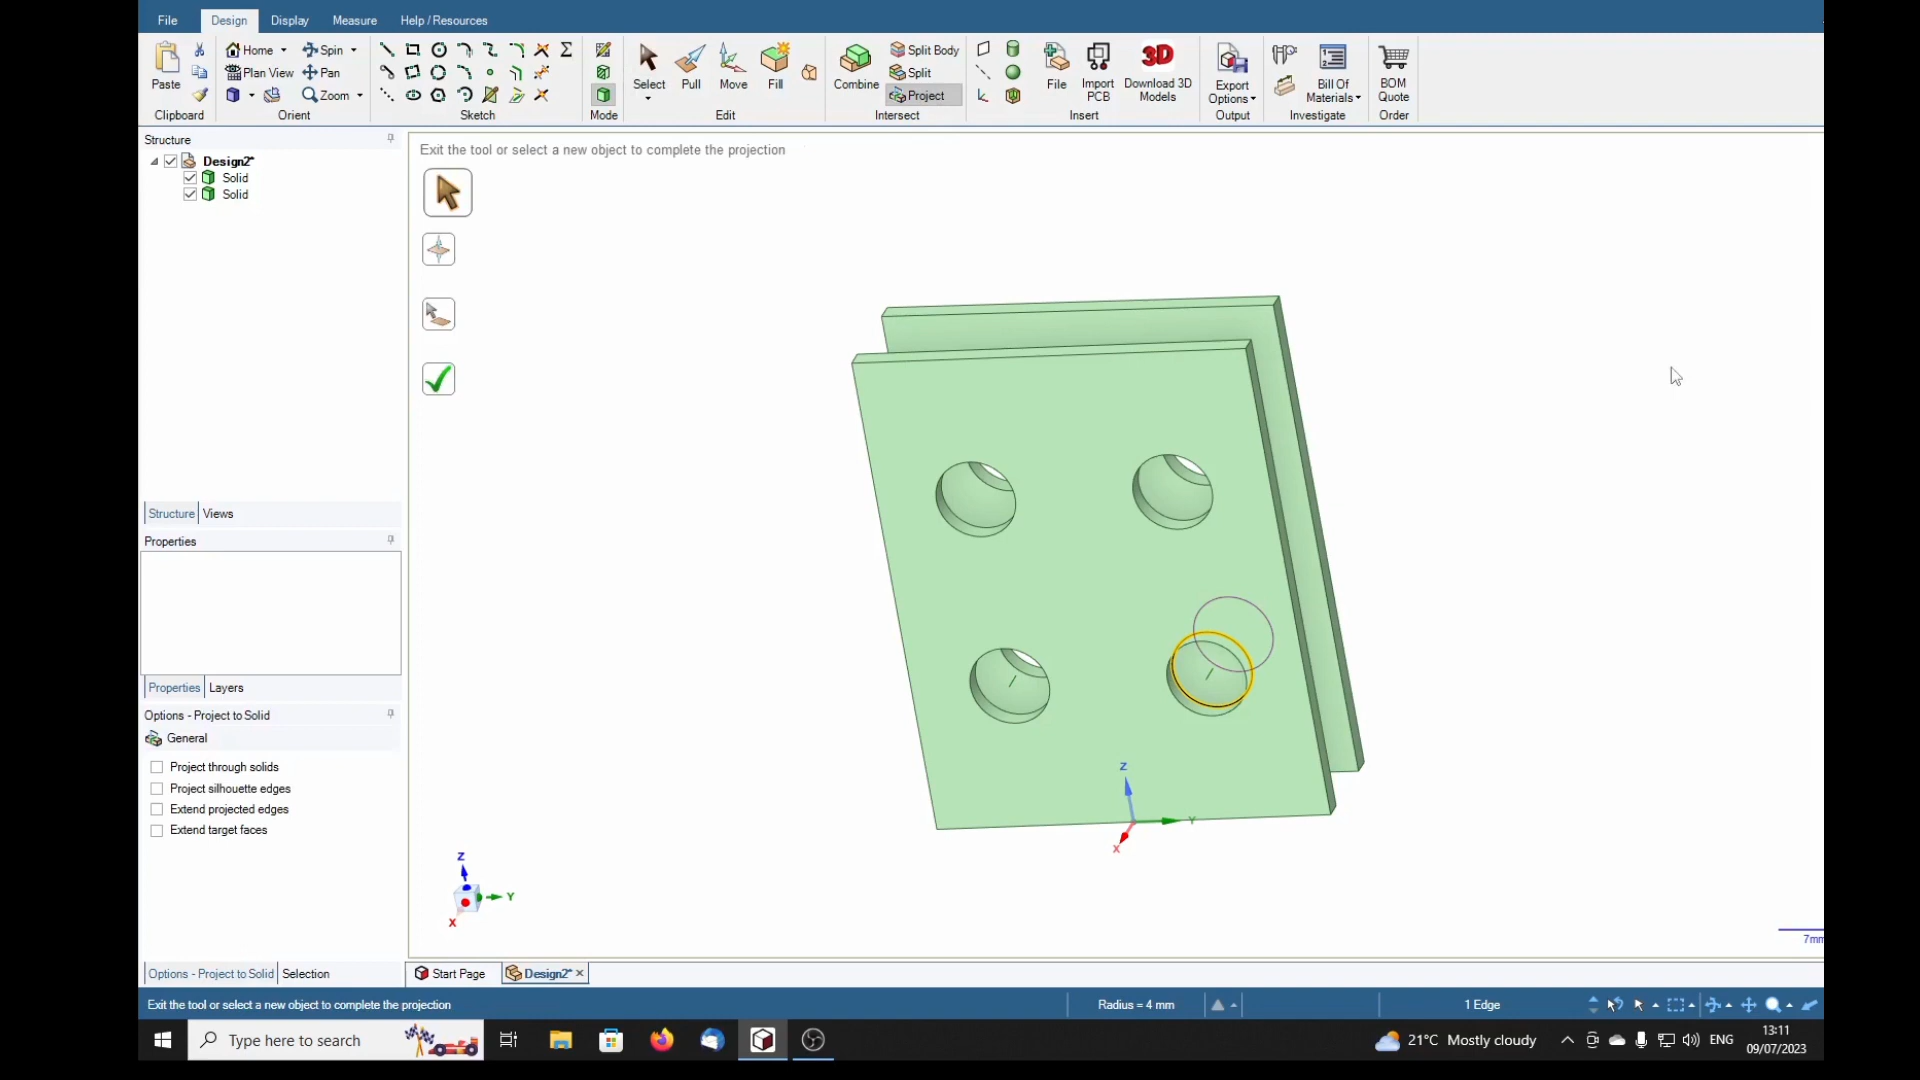 File Design Display Measure Help / Resources
Paste
Home Spin
Plan View Pan
Zoom
Select
Pull
Move
Fill
Combine
Split Body
Split
Project
File
Import PCB
Download 3D Models
3D
Export Options
Bill Of Materials
BOM Quote
Clipboard Orient Sketch Mode Edit Intersect Insert Output Investigate Order
Structure
Exit the tool or select a new object to complete the projection
Design2*
Solid
Solid
Structure Views
Properties
Properties Layers
Options - Project to Solid
General
Project through solids
Project silhouette edges
Extend projected edges
Extend target faces
Z
Y
X
Z
Y
X
7mm
Options - Project to Solid Selection
Start Page Design2*
Exit the tool or select a new object to complete the projection
Radius = 4 mm
1 Edge
Type here to search
21°C Mostly cloudy
ENG
13:11
09/07/2023